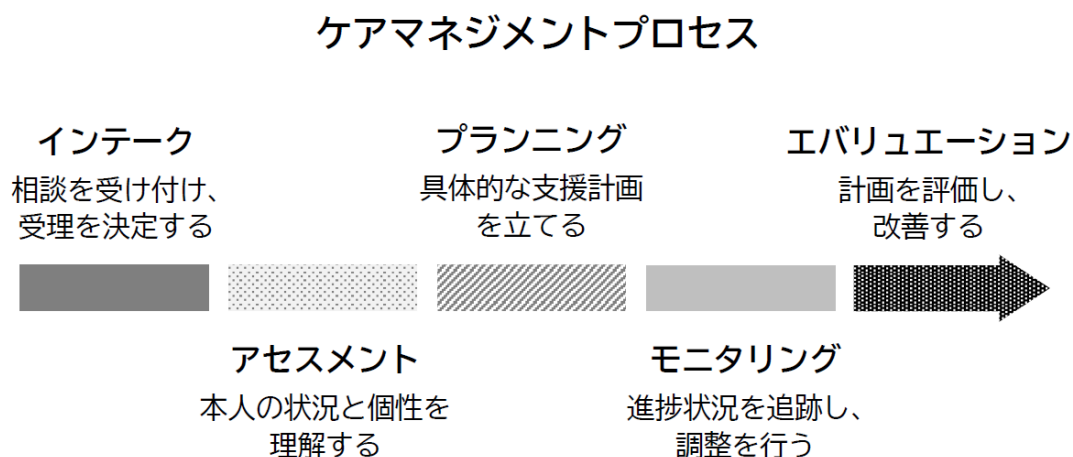 ケアマネジメントプロセス
インテーク
相談を受け付け、
受理を決定する
アセスメント
本人の状況と個性を
理解する
プランニング
具体的な支援計画
を立てる
モニタリング
進捗状況を追跡し、
調整を行う
エバリュエーション
計画を評価し、
改善する